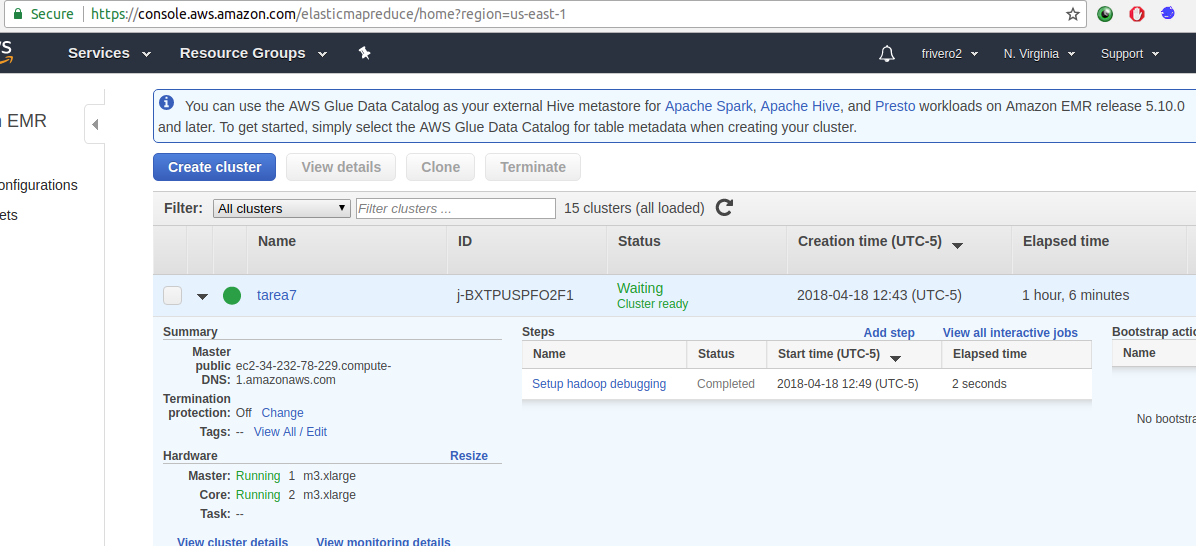 Secure https://console.aws.amazon.com/elasticmapreduce/home?region=us-east-1
Services Resource Groups frivero2 N. Virginia Support
EMR
onfigurations
ets
You can use the AWS Glue Data Catalog as your external Hive metastore for Apache Spark, Apache Hive, and Presto workloads on Amazon EMR release 5.10.0
and later. To get started, simply select the AWS Glue Data Catalog for table metadata when creating your cluster.
Create cluster View details Clone Terminate
Filter: All clusters Filter clusters ... 15 clusters (all loaded)
Name ID Status Creation time (UTC-5) Elapsed time
tarea7 j-BXTPUSPFO2F1 Waiting 2018-04-18 12:43 (UTC-5) 1 hour, 6 minutes
Cluster ready
Summary
Master
public ec2-34-232-78-229.compute-
DNS: 1.amazonaws.com
Termination
protection: Off Change
Tags: -- View All / Edit
Hardware Resize
Master: Running 1 m3.xlarge
Core: Running 2 m3.xlarge
Task: --
View cluster details View monitoring details
Steps Add step View all interactive jobs
Name Status Start time (UTC-5) Elapsed time
Setup hadoop debugging Completed 2018-04-18 12:49 (UTC-5) 2 seconds
Bootstrap actio
Name
No bootstra